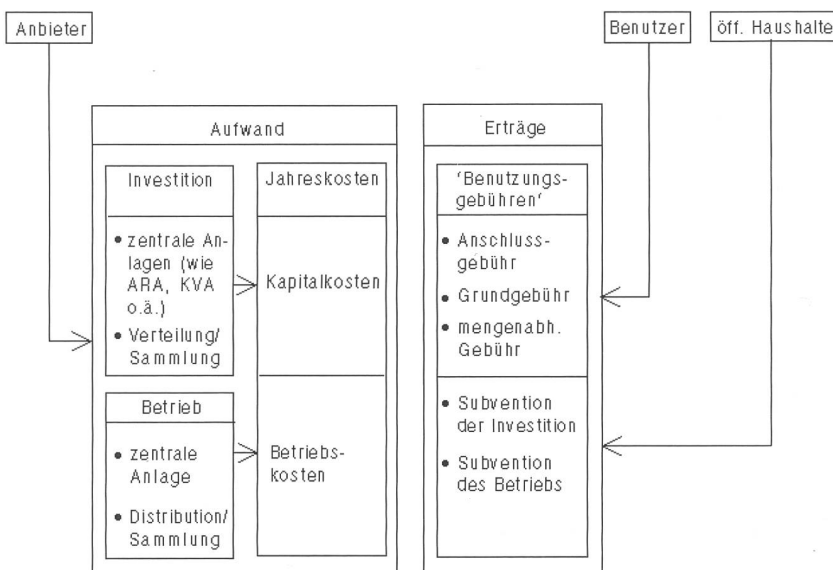 Anbieter
Benutzer
öff. Haushalte
Aufwand
Investition
• zentrale An-
lagen (wie
ARA, KVA
o.ä.)
• Verteilung/
Sammlung
Betrieb
• zentrale
Anlage
• Distribution/
Sammlung
Jahreskosten
Kapitalkosten
Betriebs-
kosten
Erträge
‘Benutzungs-
gebühren‘
• Anschluss-
gebühr
• Grundgebühr
• mengenabh.
Gebühr
• Subvention
der Investition
• Subvention
des Betriebs